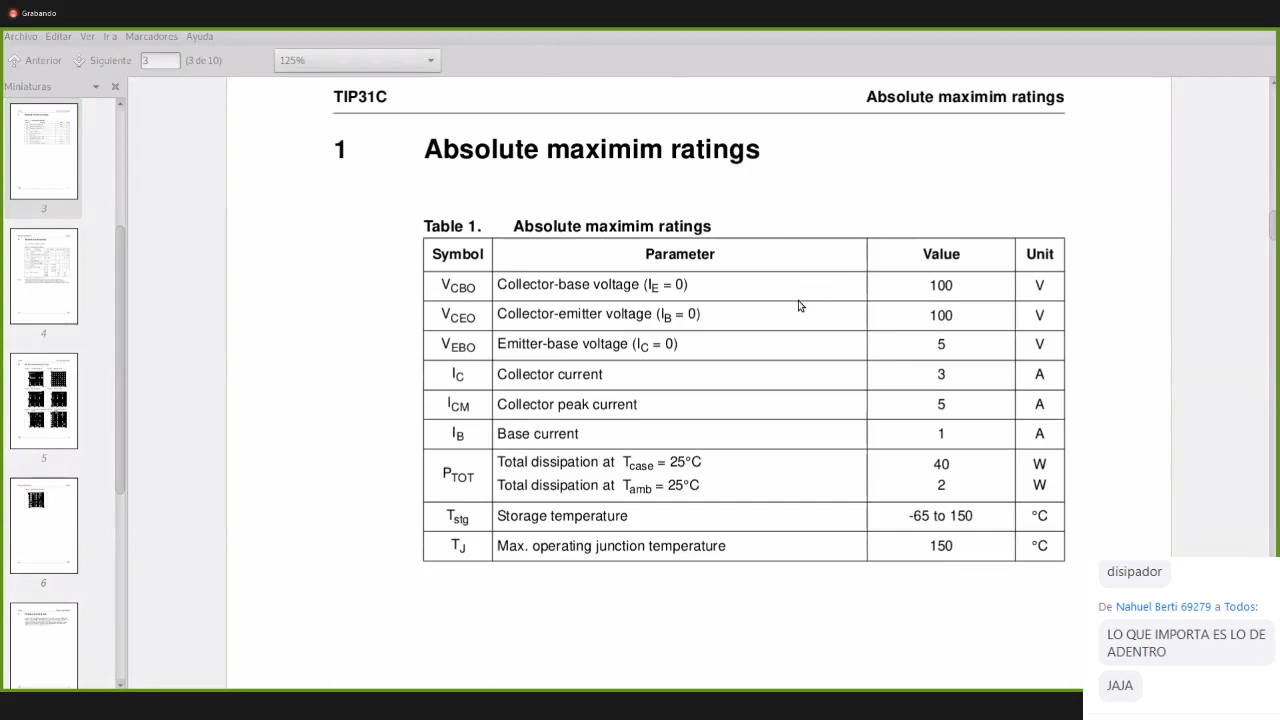 Grabando
Archivo Editar Ver Ir a Marcadores Ayuda
Anterior Siguiente 3 (3 de 10) 125%
Miniaturas
3
4
5
6
TIP31C Absolute maximim ratings
1 Absolute maximim ratings
Table 1. Absolute maximim ratings
Symbol Parameter Value Unit
VCBO Collector-base voltage (IE = 0) 100 V
VCEO Collector-emitter voltage (IB = 0) 100 V
VEBO Emitter-base voltage (IC = 0) 5 V
IC Collector current 3 A
ICM Collector peak current 5 A
IB Base current 1 A
PTOT Total dissipation at Tcase = 25°C 40 W
Total dissipation at Tamb = 25°C 2 W
Tstg Storage temperature -65 to 150 °C
TJ Max. operating junction temperature 150 °C
disipador
De Nahuel Berti 69279 a Todos:
LO QUE IMPORTA ES LO DE
ADENTRO
JAJA